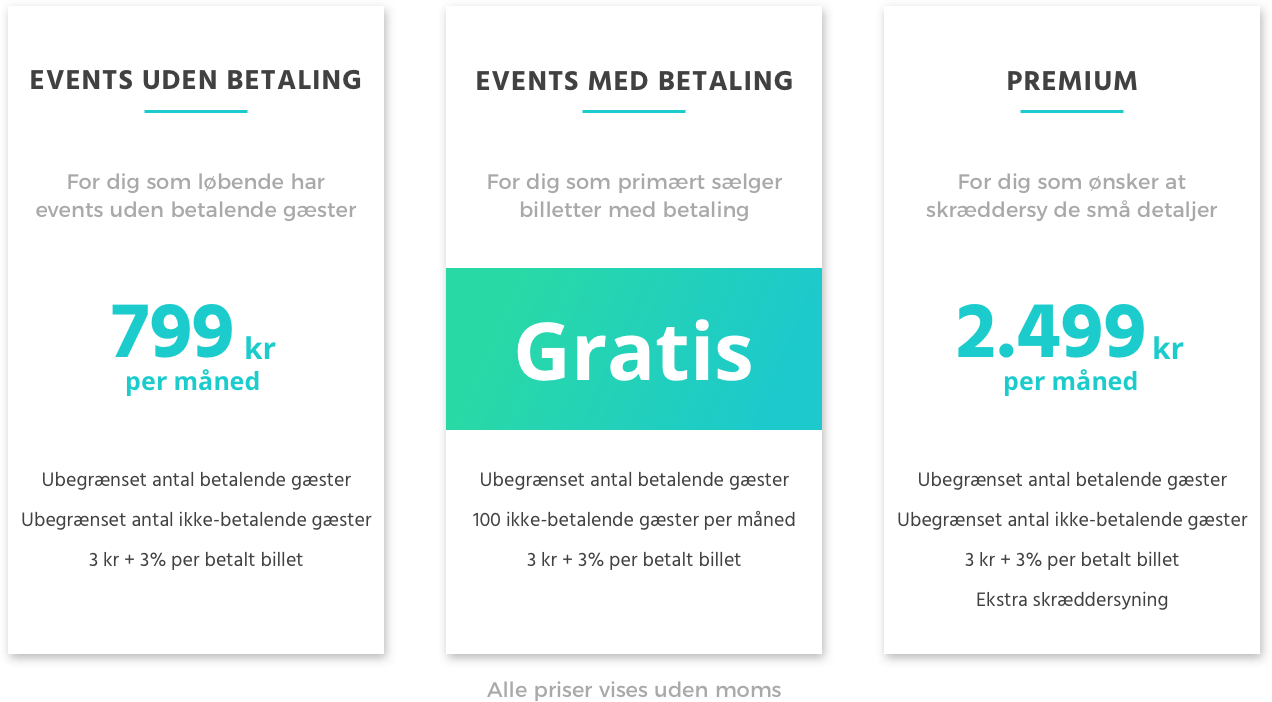 EVENTS UDEN BETALING
For dig som løbende har
events uden betalende gæster
799 kr
per måned
Ubegrænset antal betalende gæster
Ubegrænset antal ikke-betalende gæster
3 kr + 3% per betalt billet
EVENTS MED BETALING
For dig som primært sælger
billetter med betaling
Gratis
Ubegrænset antal betalende gæster
100 ikke-betalende gæster per måned
3 kr + 3% per betalt billet
PREMIUM
For dig som ønsker at
skræddersy de små detaljer
2.499 kr
per måned
Ubegrænset antal betalende gæster
Ubegrænset antal ikke-betalende gæster
3 kr + 3% per betalt billet
Ekstra skræddersyning
Alle priser vises uden moms